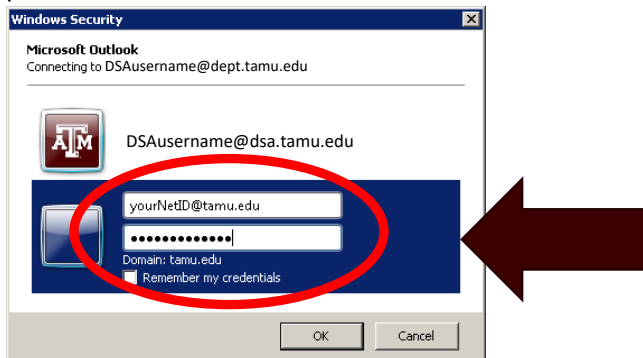 Windows Security
Microsoft Outlook
Connecting to DSAusername@dept.tamu.edu
ATM
DSAusername@dsa.tamu.edu
yourNetID@tamu.edu
•••••••••••••
Domain: tamu.edu
Remember my credentials
OK Cancel